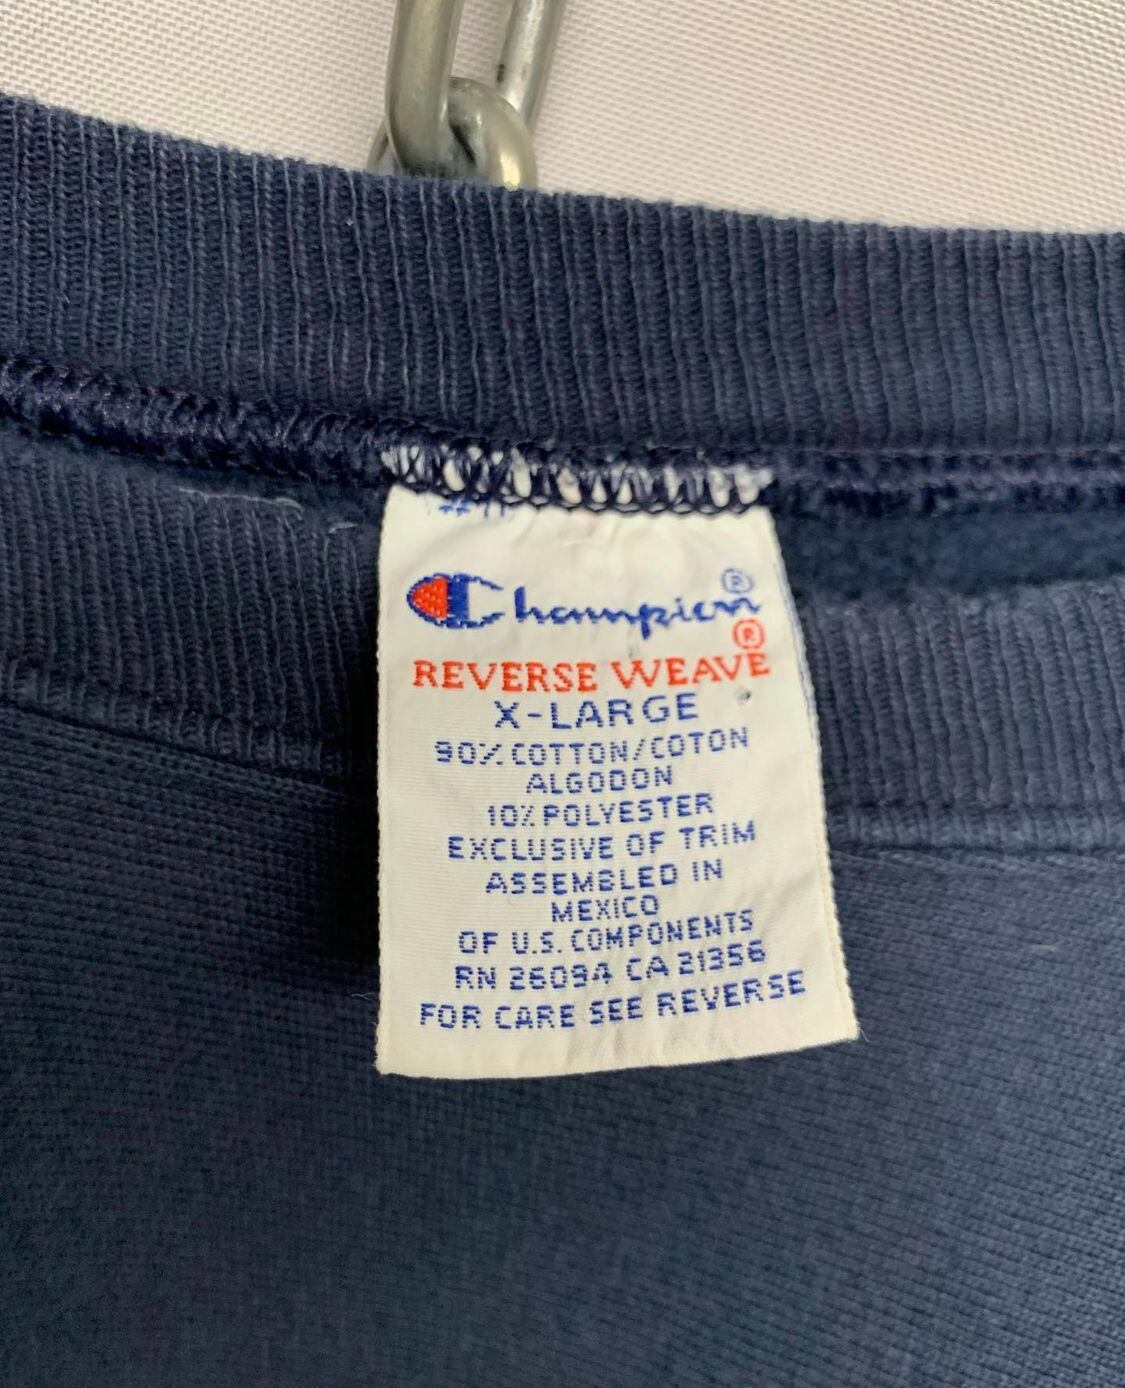 Champion®
®
REVERSE WEAVE
X-LARGE
90% COTTON/COTON
ALGODON
10% POLYESTER
EXCLUSIVE OF TRIM
ASSEMBLED IN
MEXICO
OF U.S. COMPONENTS
RN 26094 CA 21356
FOR CARE SEE REVERSE